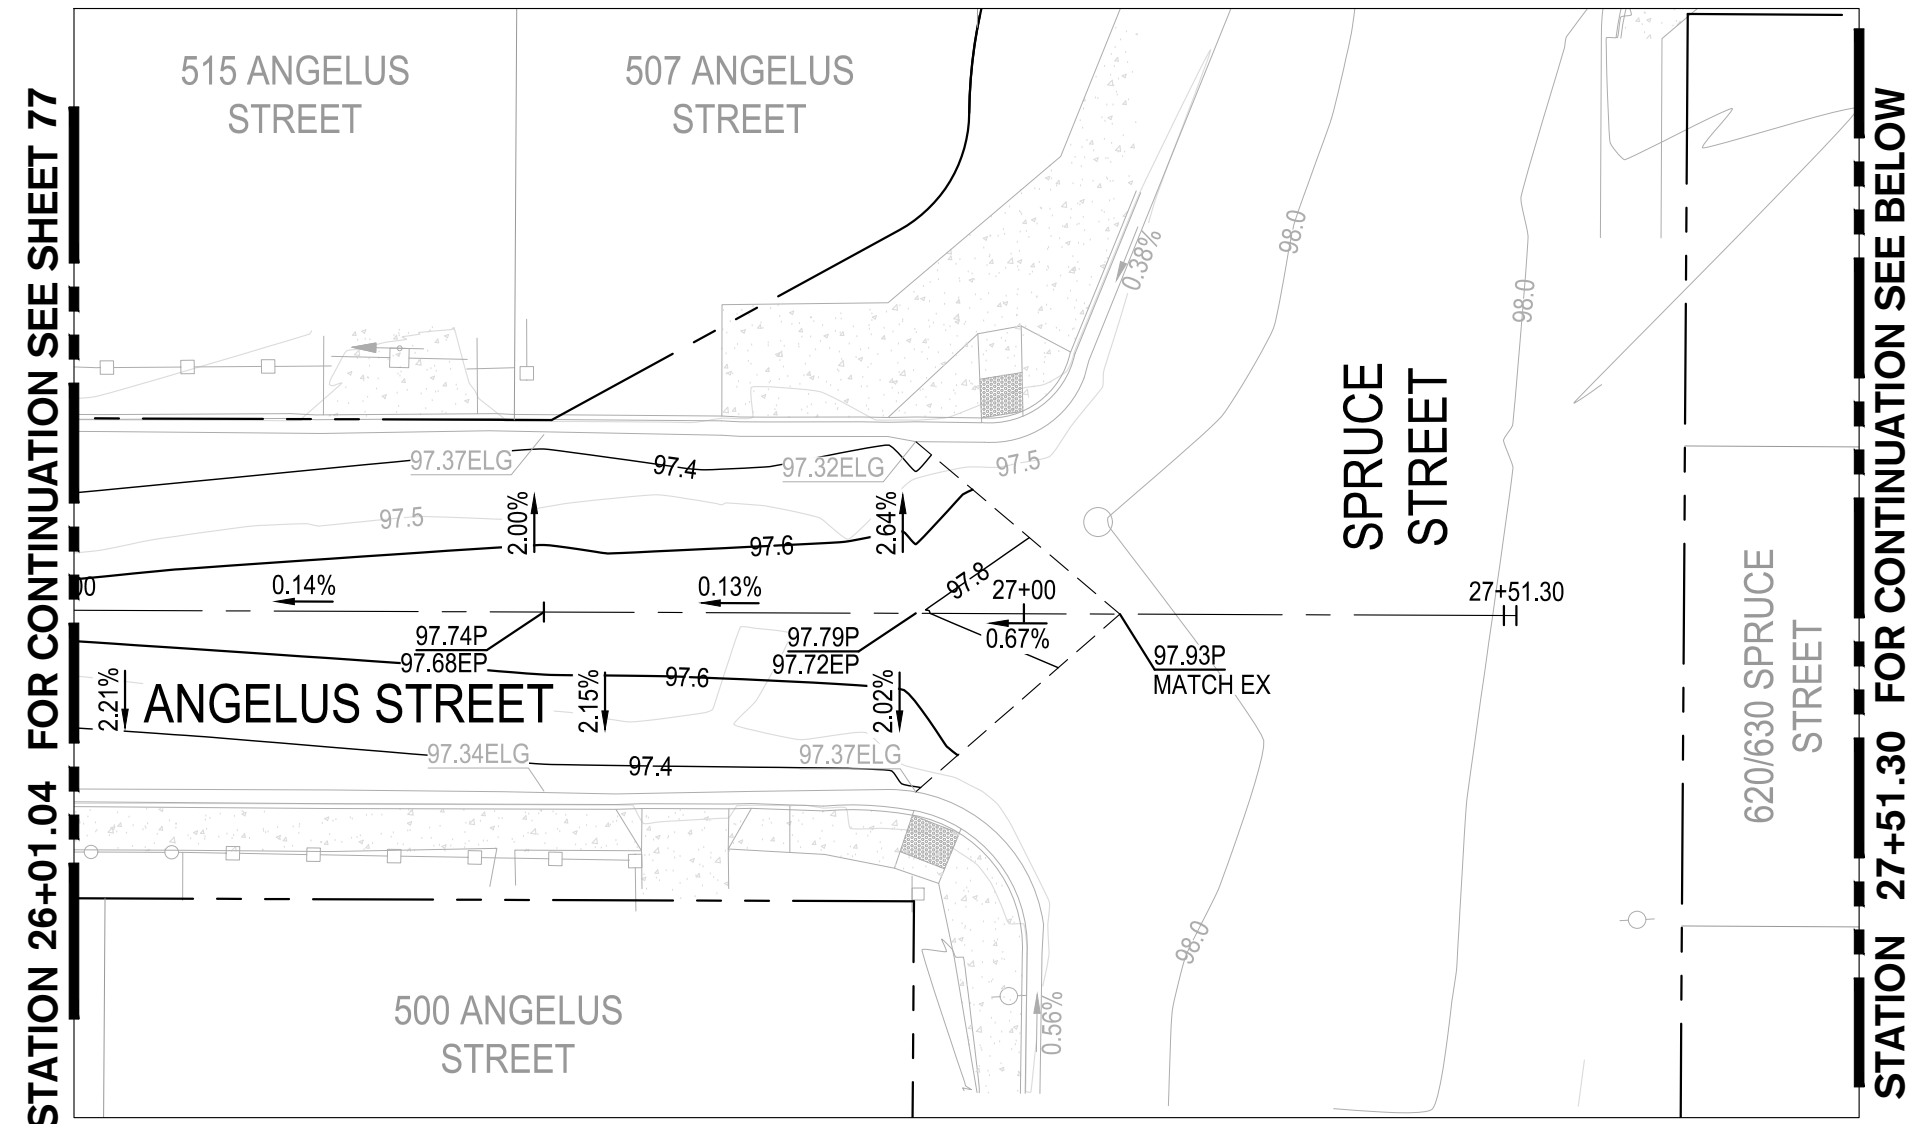 STATION 26+01.04 FOR CONTINUATION SEE SHEET 77
515 ANGELUS
STREET
507 ANGELUS
STREET
0.38%
98.0
98.0
SPRUCE
STREET
97.37ELG
97.4
97.32ELG
97.5
97.5
2.00%
2.64%
97.6
97.8
00
0.14%
0.13%
27+00
27+51.30
0.67%
97.74P
97.68EP
97.79P
97.72EP
97.93P
MATCH EX
97.6
2.21%
ANGELUS STREET
2.15%
2.02%
97.34ELG
97.4
97.37ELG
620/630 SPRUCE
STREET
98.0
0.56%
500 ANGELUS
STREET
STATION 27+51.30 FOR CONTINUATION SEE BELOW